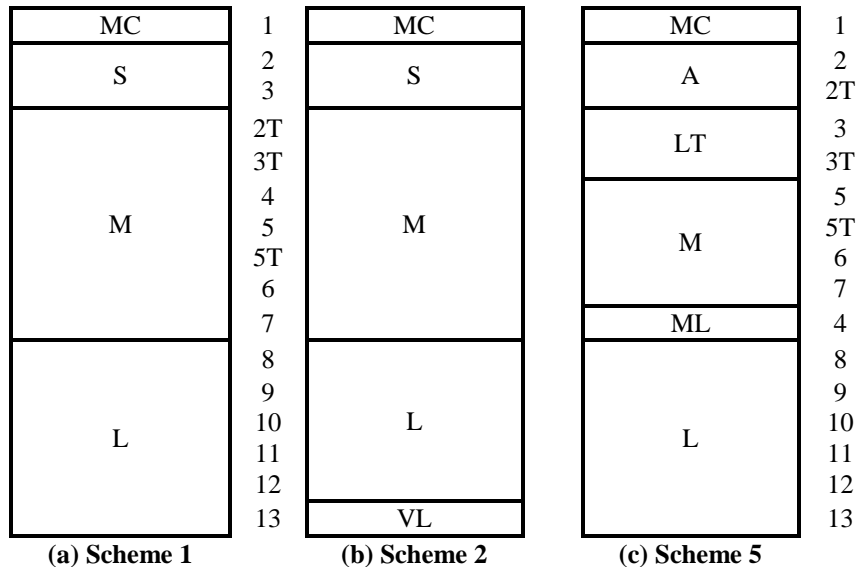 MC 1 MC MC 1
2 2
S S A
3 2T
2T 3
LT
3T 3T
4 5
M 5 M M 5T
5T 6
6 7
7 ML 4
8 8
9 9
L 10 L L 10
11 11
12 12
13 VL 13
(a) Scheme 1 (b) Scheme 2 (c) Scheme 5